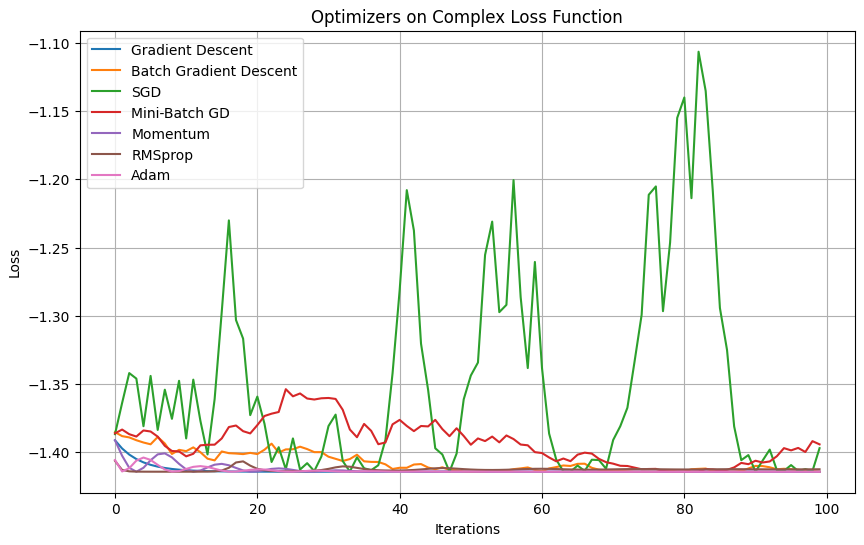 Optimizers on Complex Loss Function
Gradient Descent
Batch Gradient Descent
SGD
Mini-Batch GD
Momentum
RMSprop
Adam
−1.10
−1.15
−1.20
−1.25
−1.30
−1.35
−1.40
Loss
0
20
40
60
80
100
Iterations